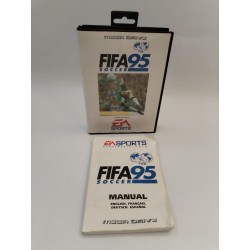 MEGA DRIVE
FIFA 95
SOCCER
EA
SPORTS
EA SPORTS
FIFA 95
SOCCER
MANUAL
ENGLISH, FRANÇAIS,
DEUTSCH, ESPAÑOL
MEGA DRIVE